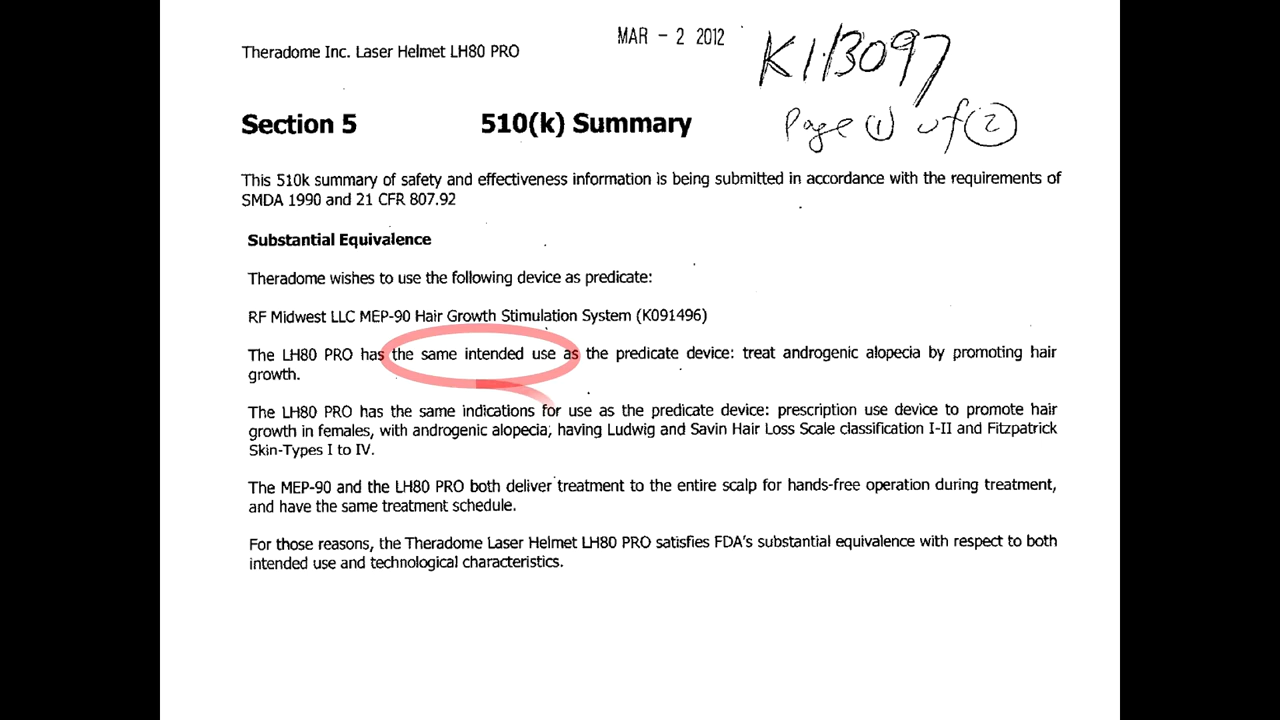 MAR - 2 2012
Theradome Inc. Laser Helmet LH80 PRO
K113097
Page 1 of 2
Section 5 510(k) Summary
This 510k summary of safety and effectiveness information is being submitted in accordance with the requirements of
SMDA 1990 and 21 CFR 807.92
Substantial Equivalence
Theradome wishes to use the following device as predicate:
RF Midwest LLC MEP-90 Hair Growth Stimulation System (K091496)
The LH80 PRO has the same intended use as the predicate device: treat androgenic alopecia by promoting hair
growth.
The LH80 PRO has the same indications for use as the predicate device: prescription use device to promote hair
growth in females, with androgenic alopecia, having Ludwig and Savin Hair Loss Scale classification I-II and Fitzpatrick
Skin-Types I to IV.
The MEP-90 and the LH80 PRO both deliver treatment to the entire scalp for hands-free operation during treatment,
and have the same treatment schedule.
For those reasons, the Theradome Laser Helmet LH80 PRO satisfies FDA's substantial equivalence with respect to both
intended use and technological characteristics.